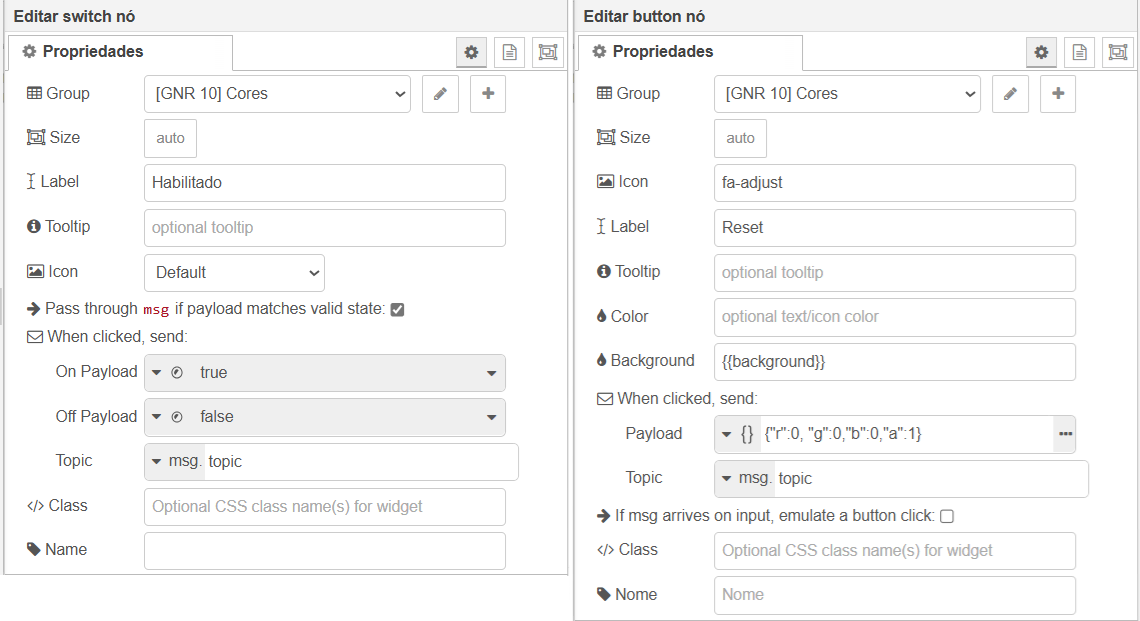 Editar switch nó
Propriedades
Group [GNR 10] Cores
Size auto
Label Habilitado
Tooltip optional tooltip
Icon Default
Pass through msg if payload matches valid state:
When clicked, send:
On Payload true
Off Payload false
Topic msg. topic
</> Class Optional CSS class name(s) for widget
Name
Editar button nó
Propriedades
Group [GNR 10] Cores
Size auto
Icon fa-adjust
Label Reset
Tooltip optional tooltip
Color optional text/icon color
Background {{background}}
When clicked, send:
Payload {} {"r":0, "g":0,"b":0,"a":1}
Topic msg. topic
If msg arrives on input, emulate a button click:
</> Class Optional CSS class name(s) for widget
Nome Nome